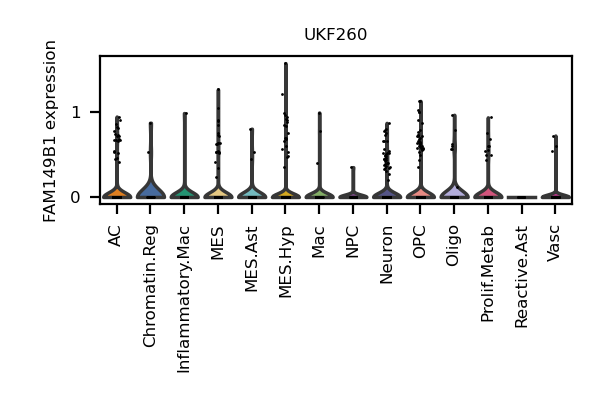 UKF260
FAM149B1 expression
1
0
AC
Chromatin.Reg
Inflammatory.Mac
MES
MES.Ast
MES.Hyp
Mac
NPC
Neuron
OPC
Oligo
Prolif.Metab
Reactive.Ast
Vasc